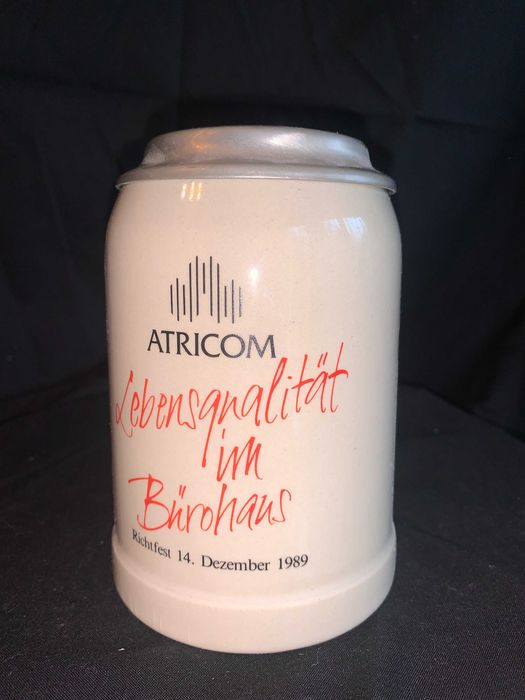 ATRICOM
Lebensqualität
im
Bürohaus
Richtfest 14. Dezember 1989